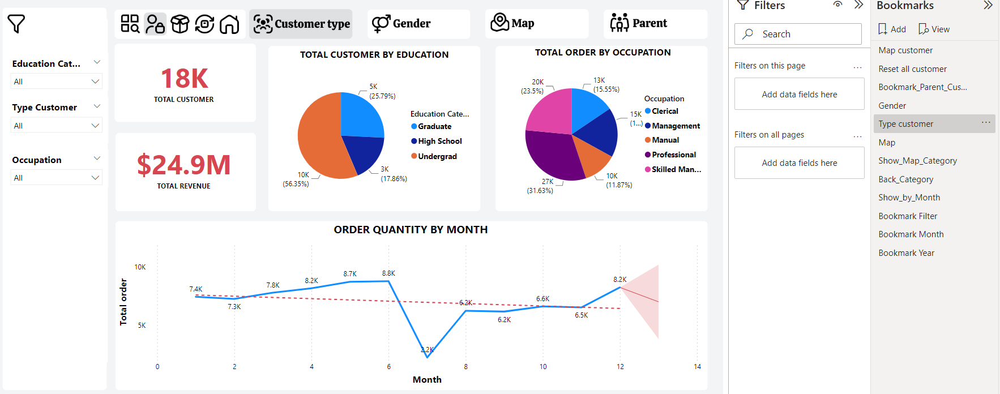 Customer type
Gender
Map
Parent
Education Cat...
All
Type Customer
All
Occupation
All
18K
TOTAL CUSTOMER
$24.9M
TOTAL REVENUE
TOTAL CUSTOMER BY EDUCATION
5K
(25.79%)
3K
(17.86%)
10K
(56.35%)
Education Cate...
Graduate
High School
Undergrad
TOTAL ORDER BY OCCUPATION
20K
(23.5%)
13K
(15.55%)
15K
(1...)
10K
(11.87%)
27K
(31.63%)
Occupation
Clerical
Management
Manual
Professional
Skilled Man...
ORDER QUANTITY BY MONTH
Total order
10K
5K
7.4K
7.3K
7.8K
8.2K
8.7K
8.8K
2.2K
6.2K
6.2K
6.6K
6.5K
8.2K
0
2
4
6
8
10
12
14
Month
Filters
Search
Filters on this page
...
Add data fields here
Filters on all pages
...
Add data fields here
Bookmarks
Add
View
Map customer
Reset all customer
Bookmark_Parent_Cus...
Gender
Type customer
...
Map
Show_Map_Category
Back_Category
Show_by_Month
Bookmark Filter
Bookmark Month
Bookmark Year